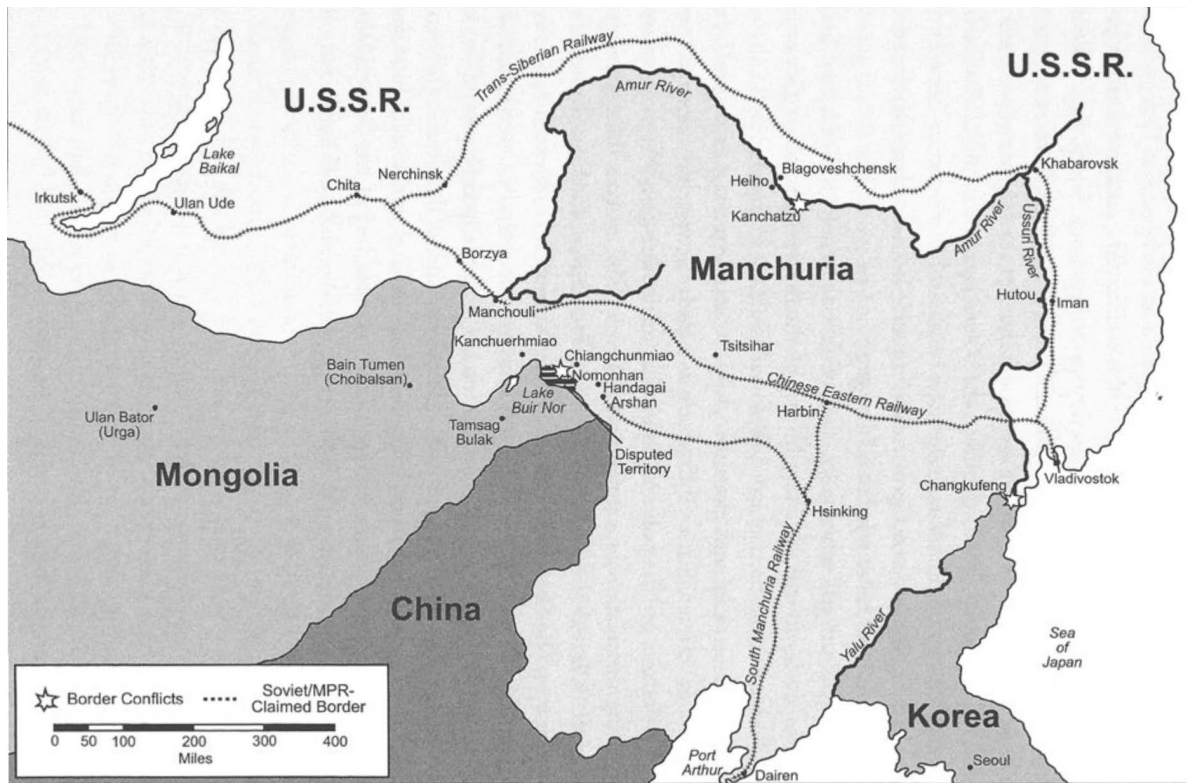 U.S.S.R.
U.S.S.R.
Trans-Siberian Railway
Amur River
Lake
Baikal
Irkutsk
Ulan Ude
Chita
Nerchinsk
Blagoveshchensk
Heiho
Kanchatzu
Khabarovsk
Amur River
Ussuri River
Borzya
Manchuria
Manchouli
Hutou
Iman
Kanchuerhmiao
Chiangchunmiao
Tsitsihar
Bain Tumen
(Choibalsan)
Nomonhan
Handagai
Arshan
Lake
Buir Nor
Chinese Eastern Railway
Ulan Bator
(Urga)
Tamsag
Bulak
Harbin
Disputed
Territory
Mongolia
Changkufeng
Vladivostok
Hsinking
China
South Manchuria Railway
Yalu River
Sea
of
Japan
Border Conflicts
Soviet/MPR-
Claimed Border
0 50 100 200 300 400
Miles
Korea
Port
Arthur
Dairen
Seoul